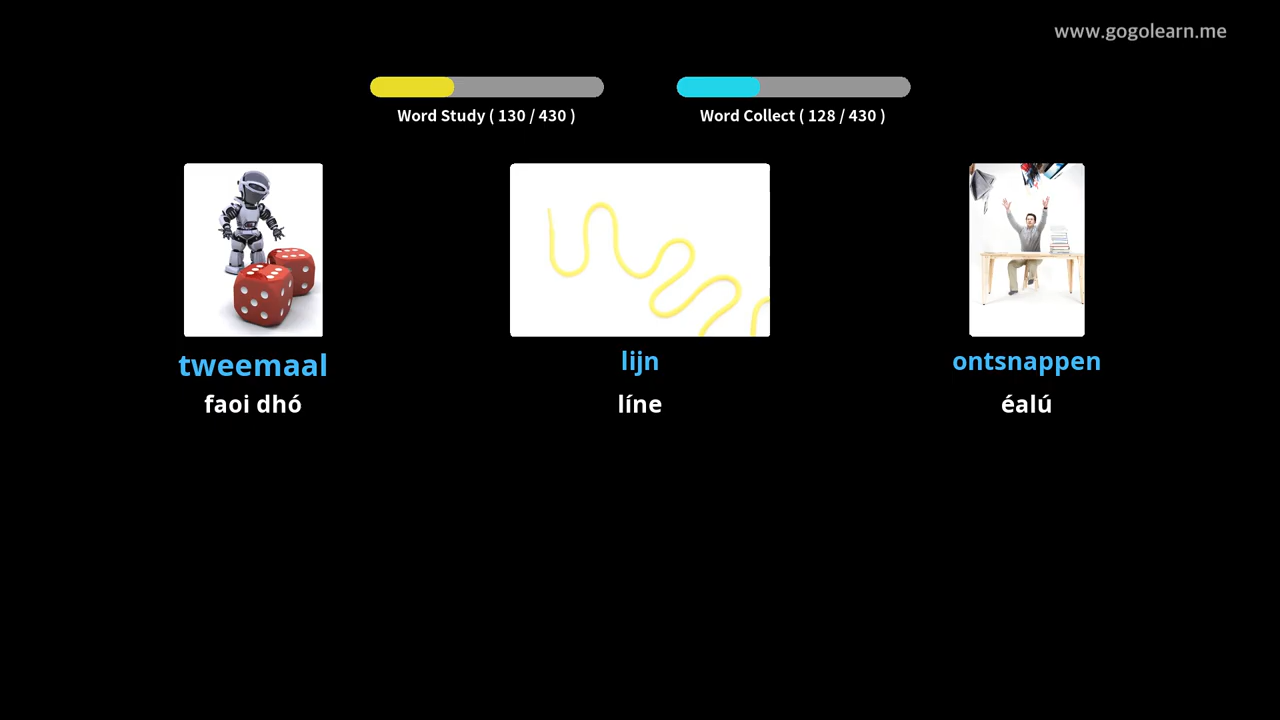 www.gogolearn.me
Word Study ( 130 / 430 )
Word Collect ( 128 / 430 )
tweemaal
lijn
ontsnappen
faoi dhó
líne
éalú